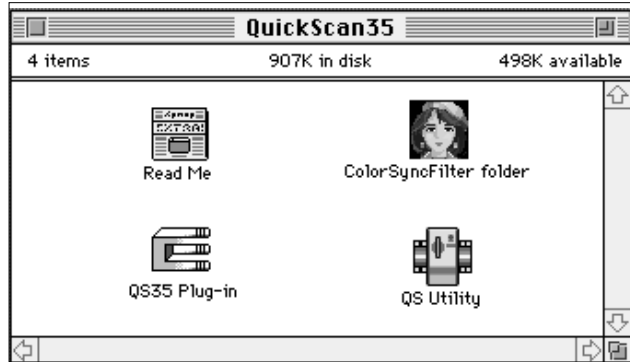 QuickScan35
4 items 907K in disk 498K available
EXTRA!
Read Me
ColorSyncFilter folder
QS35 Plug-in
QS Utility